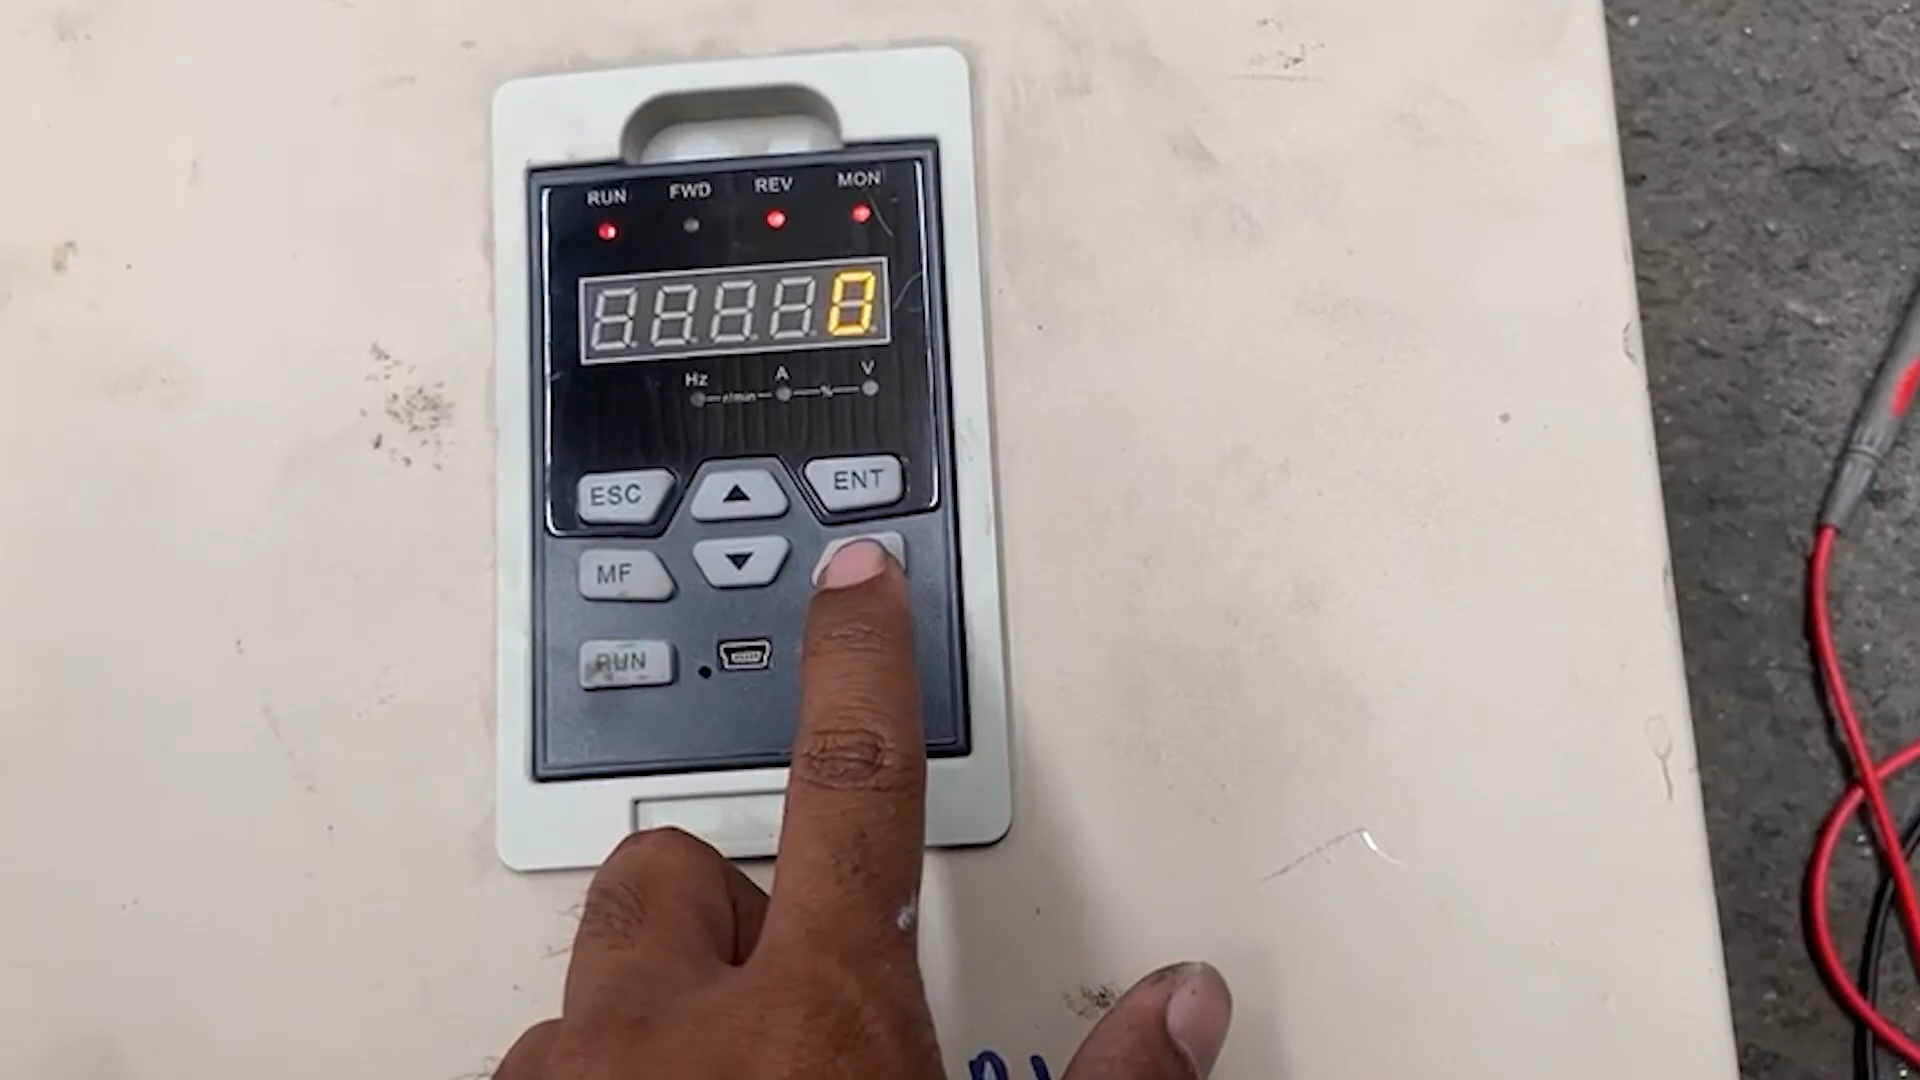 RUN FWD REV MON
0
Hz r/min A % V
ESC ▲ ENT
MF ▼
RUN